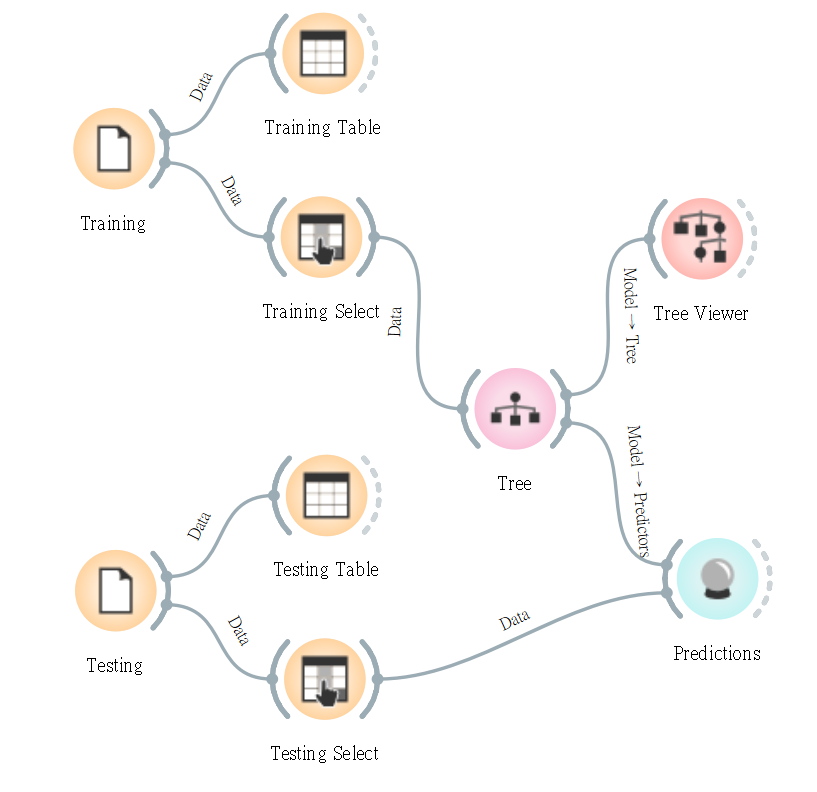 Data
Training Table
Training
Data
Training Select
Data
Model → Tree
Tree Viewer
Tree
Model → Predictors
Data
Testing Table
Testing
Data
Testing Select
Data
Predictions